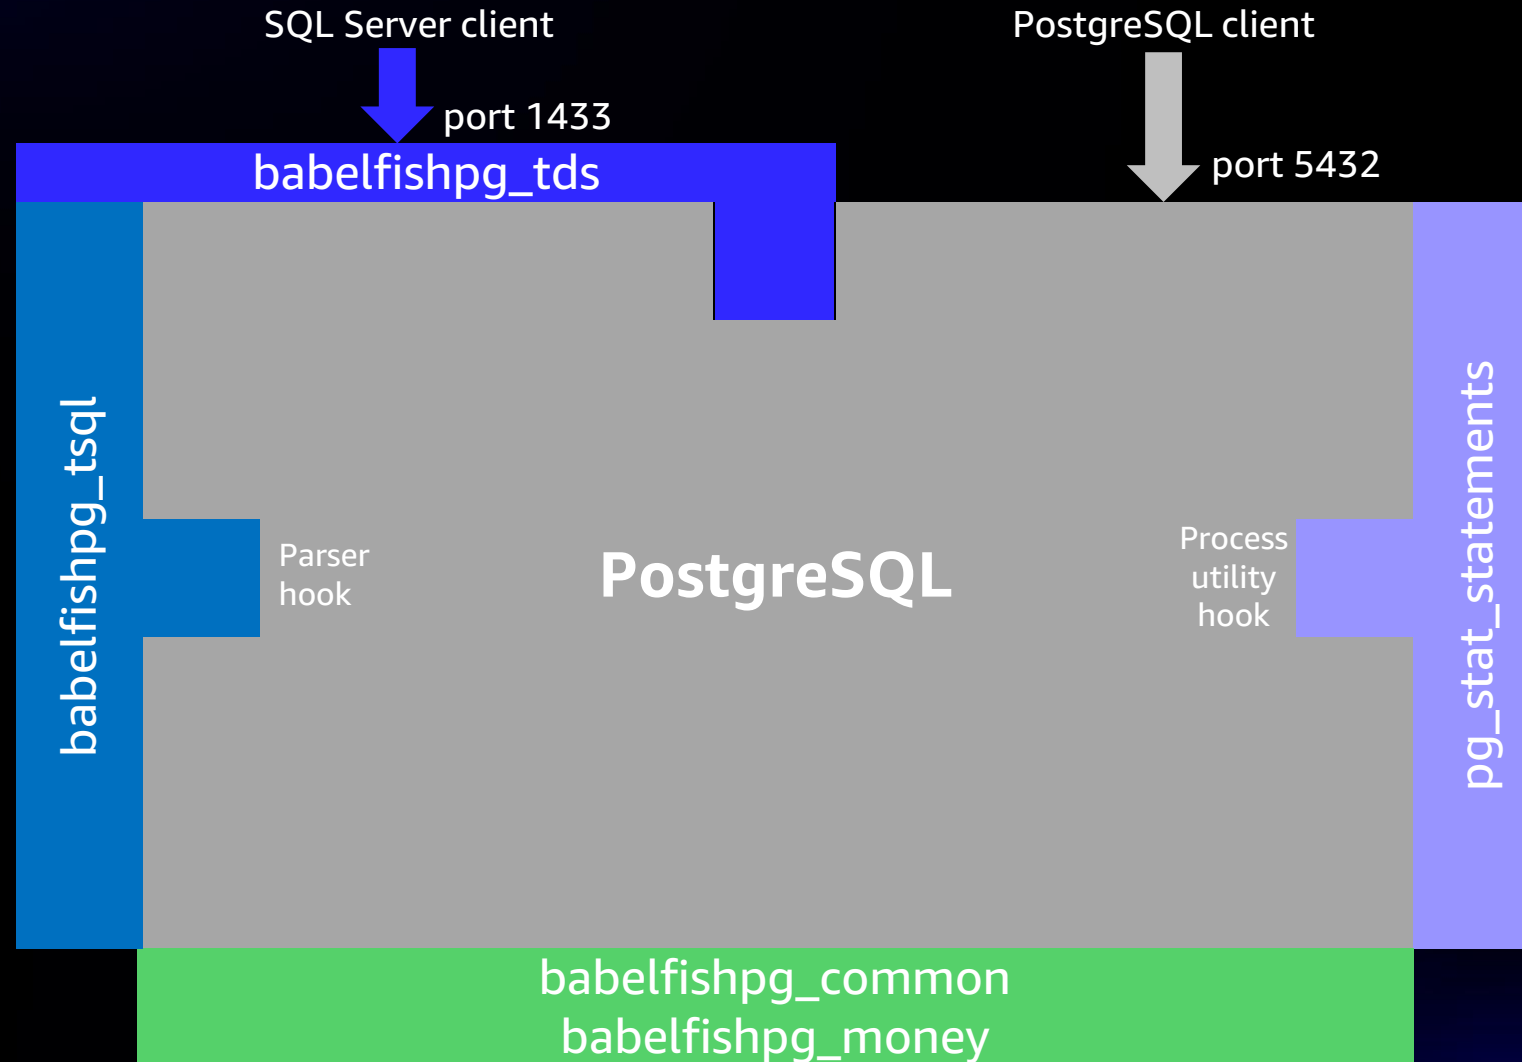 SQL Server client
PostgreSQL client
port 1433
port 5432
babelfishpg_tds
babelfishpg_tsql
Parser
hook
PostgreSQL
Process
utility
hook
pg_stat_statements
babelfishpg_common
babelfishpg_money